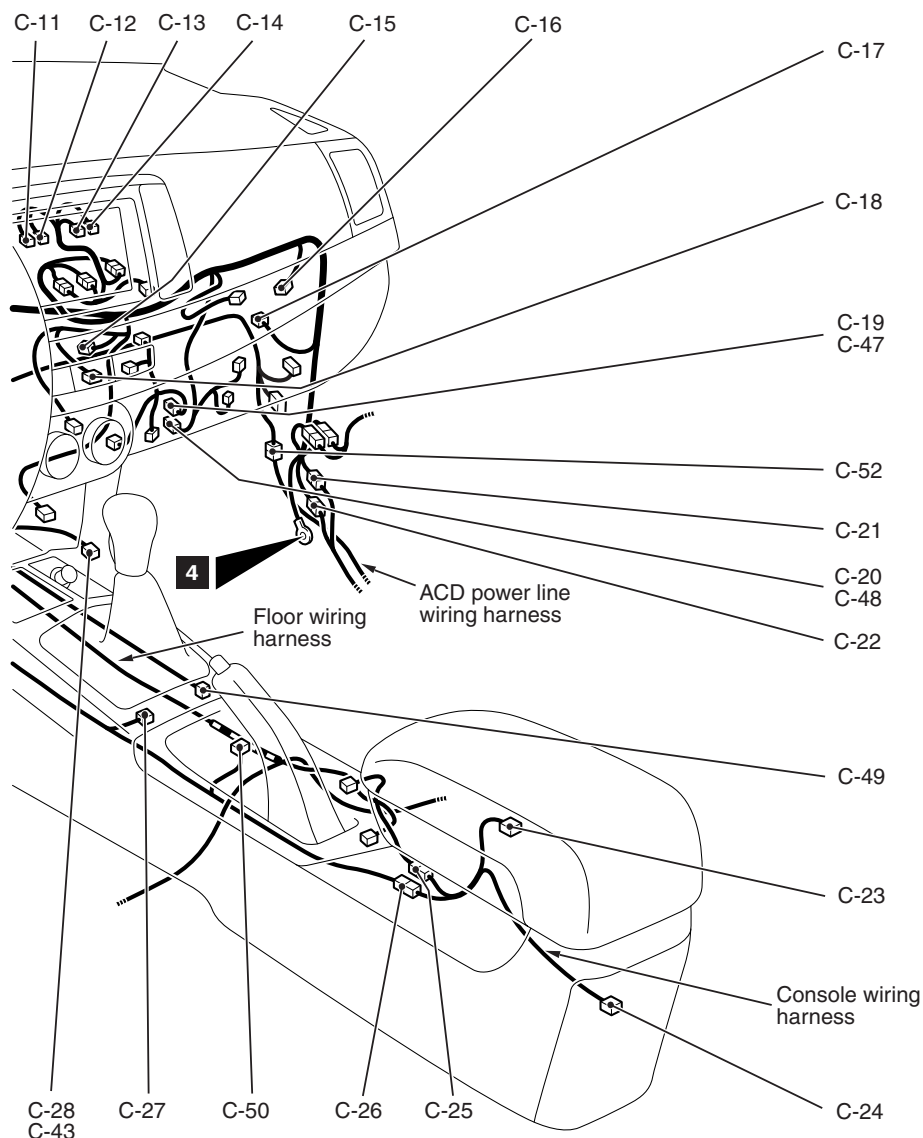 C-11
C-12
C-13
C-14
C-15
C-16
C-17
C-18
C-19
C-47
C-52
C-21
4
ACD power line
wiring harness
C-20
C-48
Floor wiring
harness
C-22
C-49
C-23
Console wiring
harness
C-28
C-43
C-27
C-50
C-26
C-25
C-24